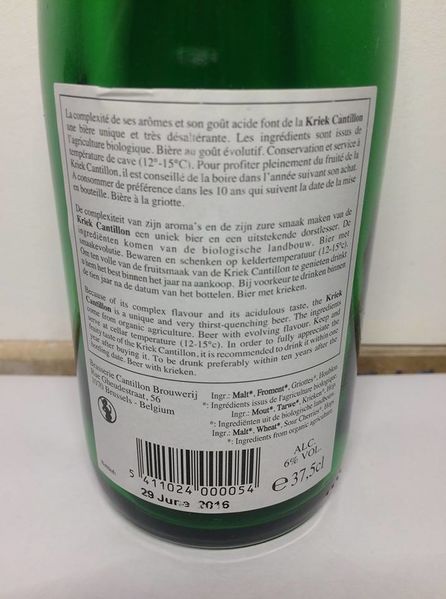 La complexité de ses arômes et son goût acide font de la Kriek Cantillon
une bière unique et très désaltérante. Les ingrédients sont issus de
l'agriculture biologique. Bière au goût évolutif. Conservation et service à
température de cave (12°-15°C). Pour profiter pleinement du fruité de la
Kriek Cantillon, il est conseillé de la boire dans l'année suivant son achat.
A consommer de préférence dans les 10 ans qui suivent la date de la mise
en bouteille. Bière à la griotte.
De complexiteit van zijn aroma's en de zijn zure smaak maken van de
Kriek Cantillon een uniek bier en een uitstekende dorstlesser. De
ingrediënten komen van de biologische landbouw. Bier met
smaakevolutie. Bewaren en schenken op keldertemperatuur (12-15°c).
Om ten volle van de fruitsmaak van de Kriek Cantillon te genieten drinkt
u hem het best binnen het jaar na aankoop. Bij voorkeur te drinken binnen
de tien jaar na de datum van het bottelen. Bier met krieken.
Because of its complex flavour and its acidulous taste, the Kriek
Cantillon is a unique and very thirst-quenching beer. The ingredients
come from organic agriculture. Beer with evolving flavour. Keep and
serve at cellar temperature (12-15°c). In order to fully appreciate the
fruity taste of the Kriek Cantillon, it is recommended to drink it within one
year after buying it. To be drunk preferably within ten years after the
bottling date. Beer with krieken.
Brasserie Cantillon Brouwerij
Rue Gheudestraat, 56
1070 Brussels - Belgium
Ingr.: Malt*, Froment*, Griottes*, Houblon
*: Ingrédients issus de l'agriculture biologique
Ingr.: Mout*, Tarwe*, Krieken*, Hop
*: Ingrediënten uit de biologische landbouw
Ingr.: Malt*, Wheat*, Sour Cherries*, Hops
*: Ingredients from organic agriculture
ALC.
6% VOL.
e 37,5cl
5 411024 000054
29 June 2016